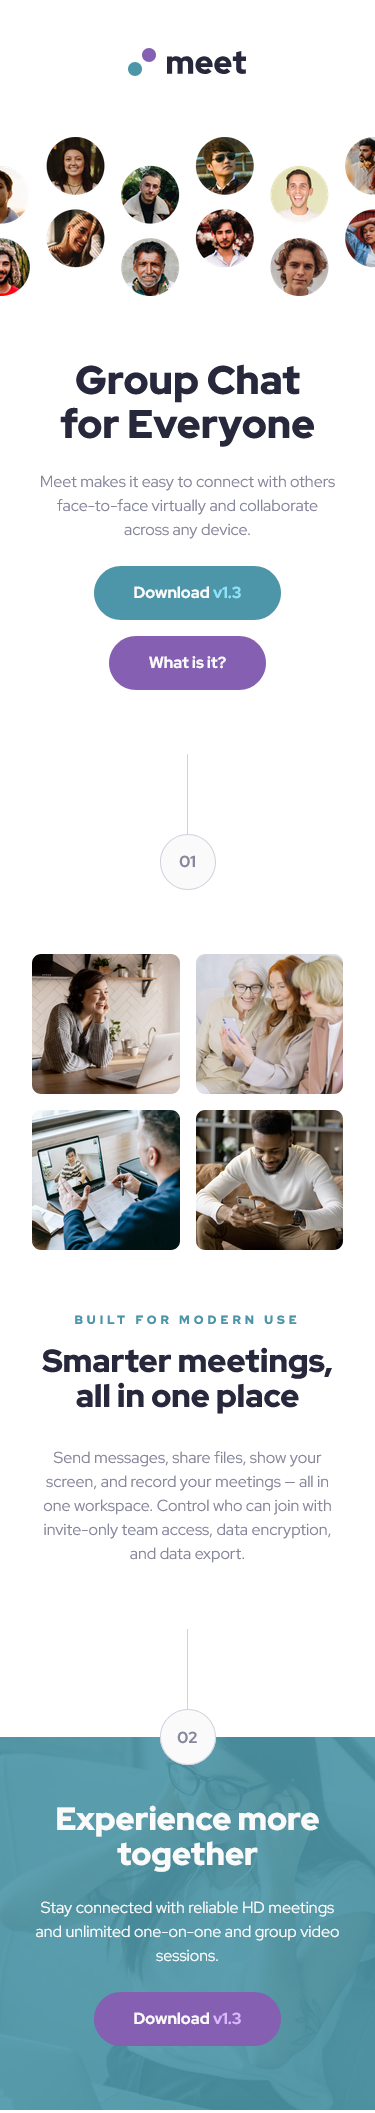 meet
Group Chat
for Everyone
Meet makes it easy to connect with others
face-to-face virtually and collaborate
across any device.
Download v1.3
What is it?
01
BUILT FOR MODERN USE
Smarter meetings,
all in one place
Send messages, share files, show your
screen, and record your meetings — all in
one workspace. Control who can join with
invite-only team access, data encryption,
and data export.
02
Experience more
together
Stay connected with reliable HD meetings
and unlimited one-on-one and group video
sessions.
Download v1.3